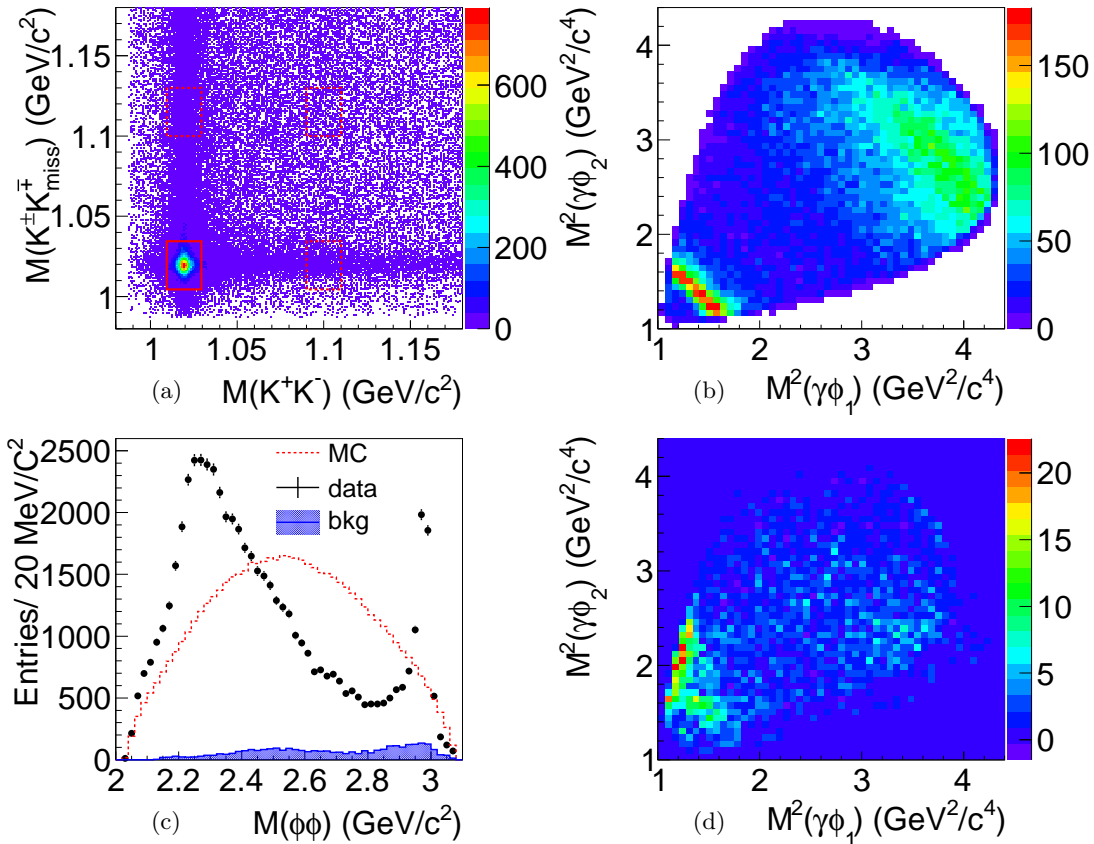 M(K±K∓miss) (GeV/c²)
1.15
1.1
1.05
1
1 1.05 1.1 1.15
600
400
200
0
(a) M(K⁺K⁻) (GeV/c²)
M²(γϕ₂) (GeV²/c⁴)
4
3
2
1
1 2 3 4
150
100
50
0
(b) M²(γϕ₁) (GeV²/c⁴)
Entries/ 20 MeV/C²
2500
2000
1500
1000
500
0
2 2.2 2.4 2.6 2.8 3
MC
data
bkg
(c) M(ϕϕ) (GeV/c²)
M²(γϕ₂) (GeV²/c⁴)
4
3
2
1
1 2 3 4
20
15
10
5
0
(d) M²(γϕ₁) (GeV²/c⁴)